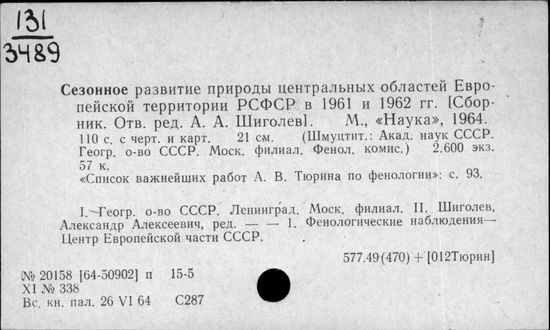 131
3489
Сезонное развитие природы центральных областей Евро-
пейской территории РСФСР в 1961 и 1962 гг. [Сбор-
ник. Отв. ред. А. А. Шиголев]. М., «Наука», 1964.
110 с. с черт. и карт. 21 см. (Шмуцтит.: Акад. наук СССР.
Геогр. о-во СССР. Моск. филиал. Фенол. комис.) 2.600 экз.
57 к.
«Список важнейших работ А. В. Тюрина по фенологии»: с. 93.
I. Геогр. о-во СССР. Ленинград. Моск. филиал. II. Шиголев,
Александр Алексеевич, ред. — — 1. Фенологические наблюдения—
Центр Европейской части СССР.
577.49(470) + [012Тюрин]
№ 20158 [64-50902] п 15-5
XI № 338
Вс. кн. пал. 26 VI 64 С287